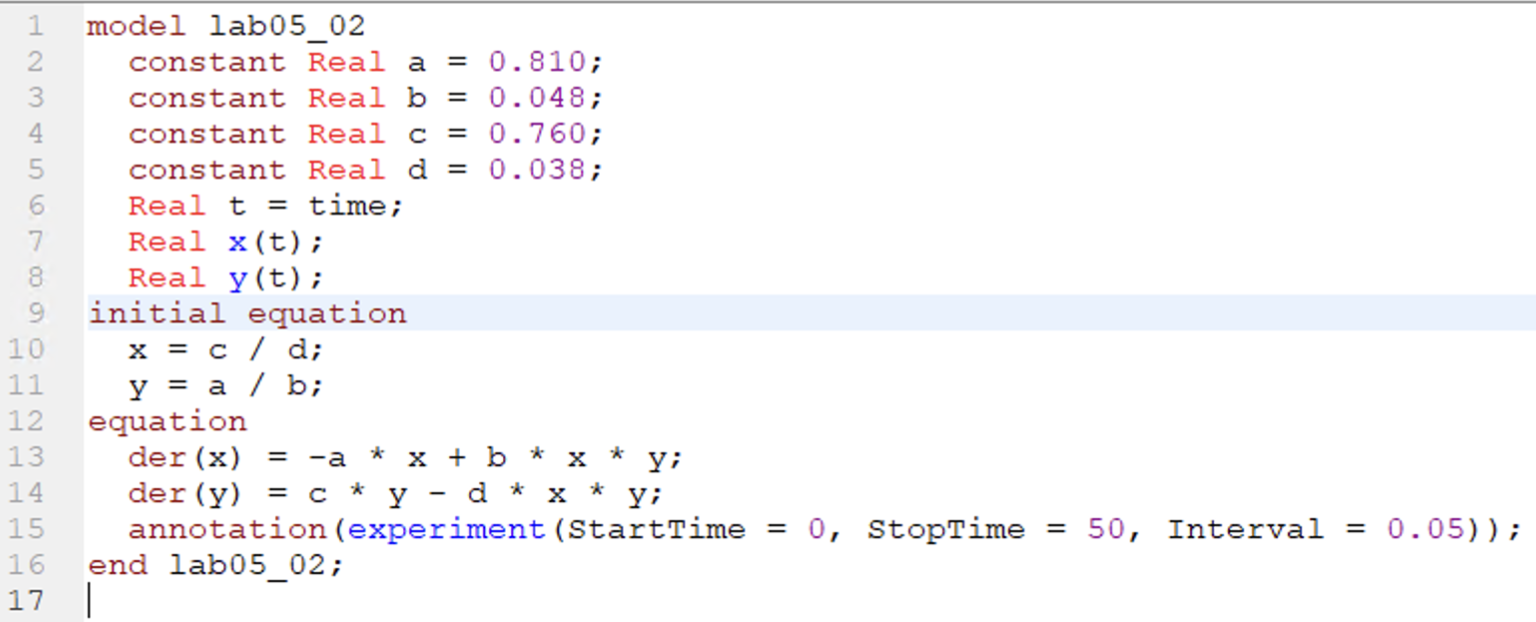 1 model lab05_02
2 constant Real a = 0.810;
3 constant Real b = 0.048;
4 constant Real c = 0.760;
5 constant Real d = 0.038;
6 Real t = time;
7 Real x(t);
8 Real y(t);
9 initial equation
10 x = c / d;
11 y = a / b;
12 equation
13 der(x) = -a * x + b * x * y;
14 der(y) = c * y - d * x * y;
15 annotation(experiment(StartTime = 0, StopTime = 50, Interval = 0.05));
16 end lab05_02;
17